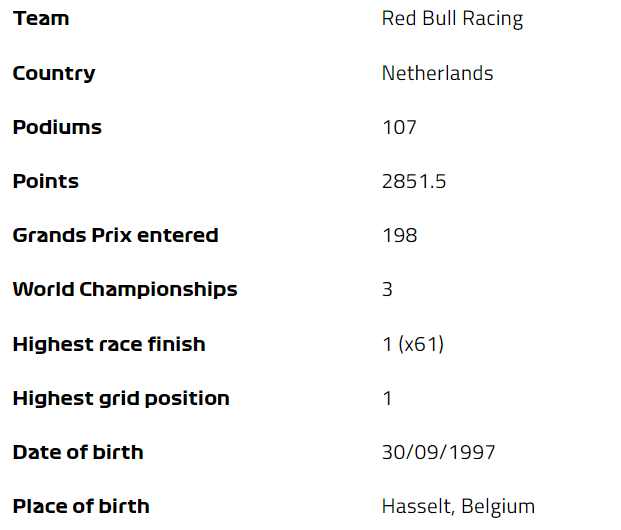 Team Red Bull Racing
Country Netherlands
Podiums 107
Points 2851.5
Grands Prix entered 198
World Championships 3
Highest race finish 1 (x61)
Highest grid position 1
Date of birth 30/09/1997
Place of birth Hasselt, Belgium